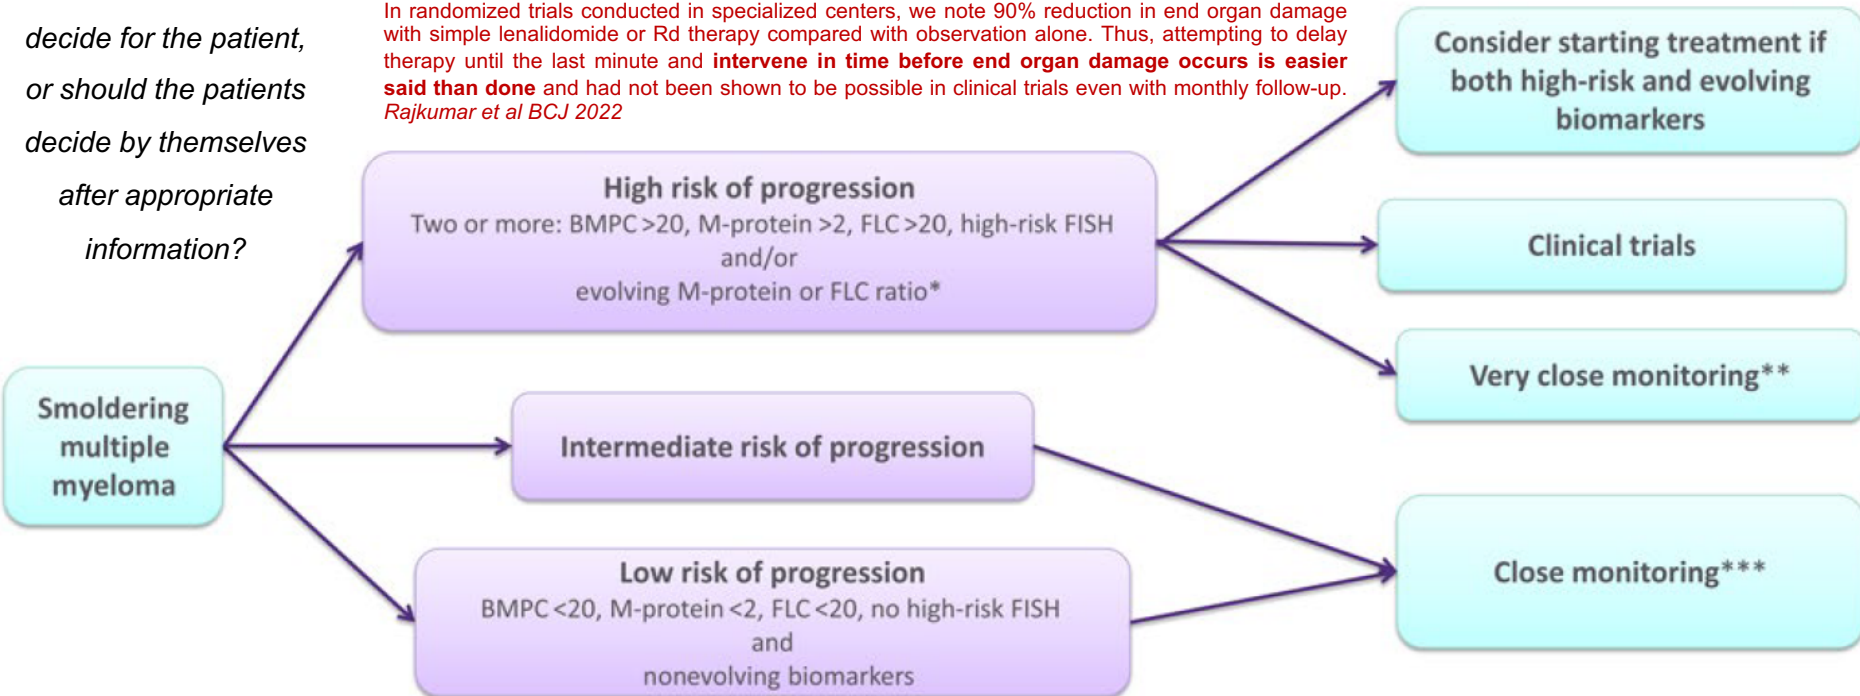 decide for the patient,
or should the patients
decide by themselves
after appropriate
information?
In randomized trials conducted in specialized centers, we note 90% reduction in end organ damage
with simple lenalidomide or Rd therapy compared with observation alone. Thus, attempting to delay
therapy until the last minute and intervene in time before end organ damage occurs is easier
said than done and had not been shown to be possible in clinical trials even with monthly follow-up.
Rajkumar et al BCJ 2022
Smoldering
multiple
myeloma
High risk of progression
Two or more: BMPC >20, M-protein >2, FLC >20, high-risk FISH
and/or
evolving M-protein or FLC ratio*
Intermediate risk of progression
Low risk of progression
BMPC <20, M-protein <2, FLC <20, no high-risk FISH
and
nonevolving biomarkers
Consider starting treatment if
both high-risk and evolving
biomarkers
Clinical trials
Very close monitoring**
Close monitoring***